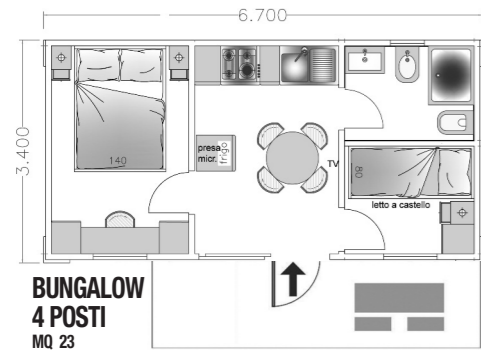 6.700
3.400
140
presa
micr.
frigo
TV
80
letto a castello
BUNGALOW
4 POSTI
MQ 23